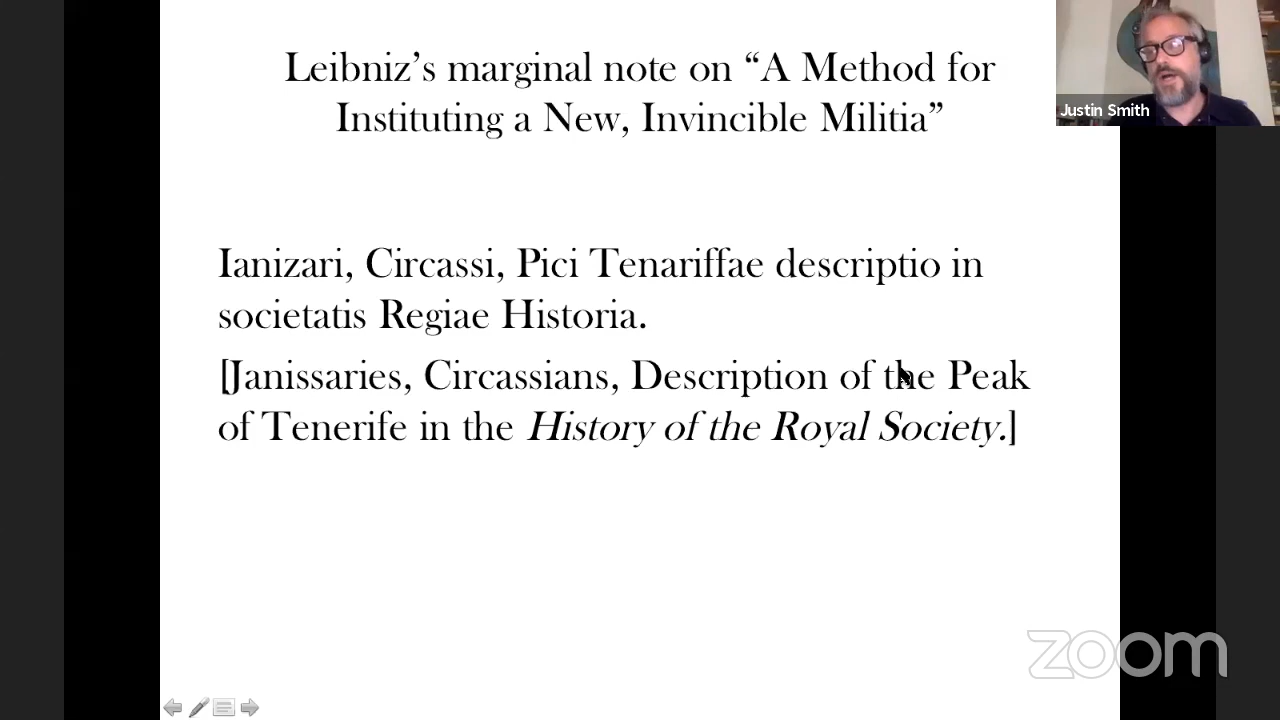 Leibniz’s marginal note on “A Method for
Instituting a New, Invincible Militia”
Justin Smith
Ianizari, Circassi, Pici Tenariffae descriptio in
societatis Regiae Historia.
[Janissaries, Circassians, Description of the Peak
of Tenerife in the History of the Royal Society.]
zoom